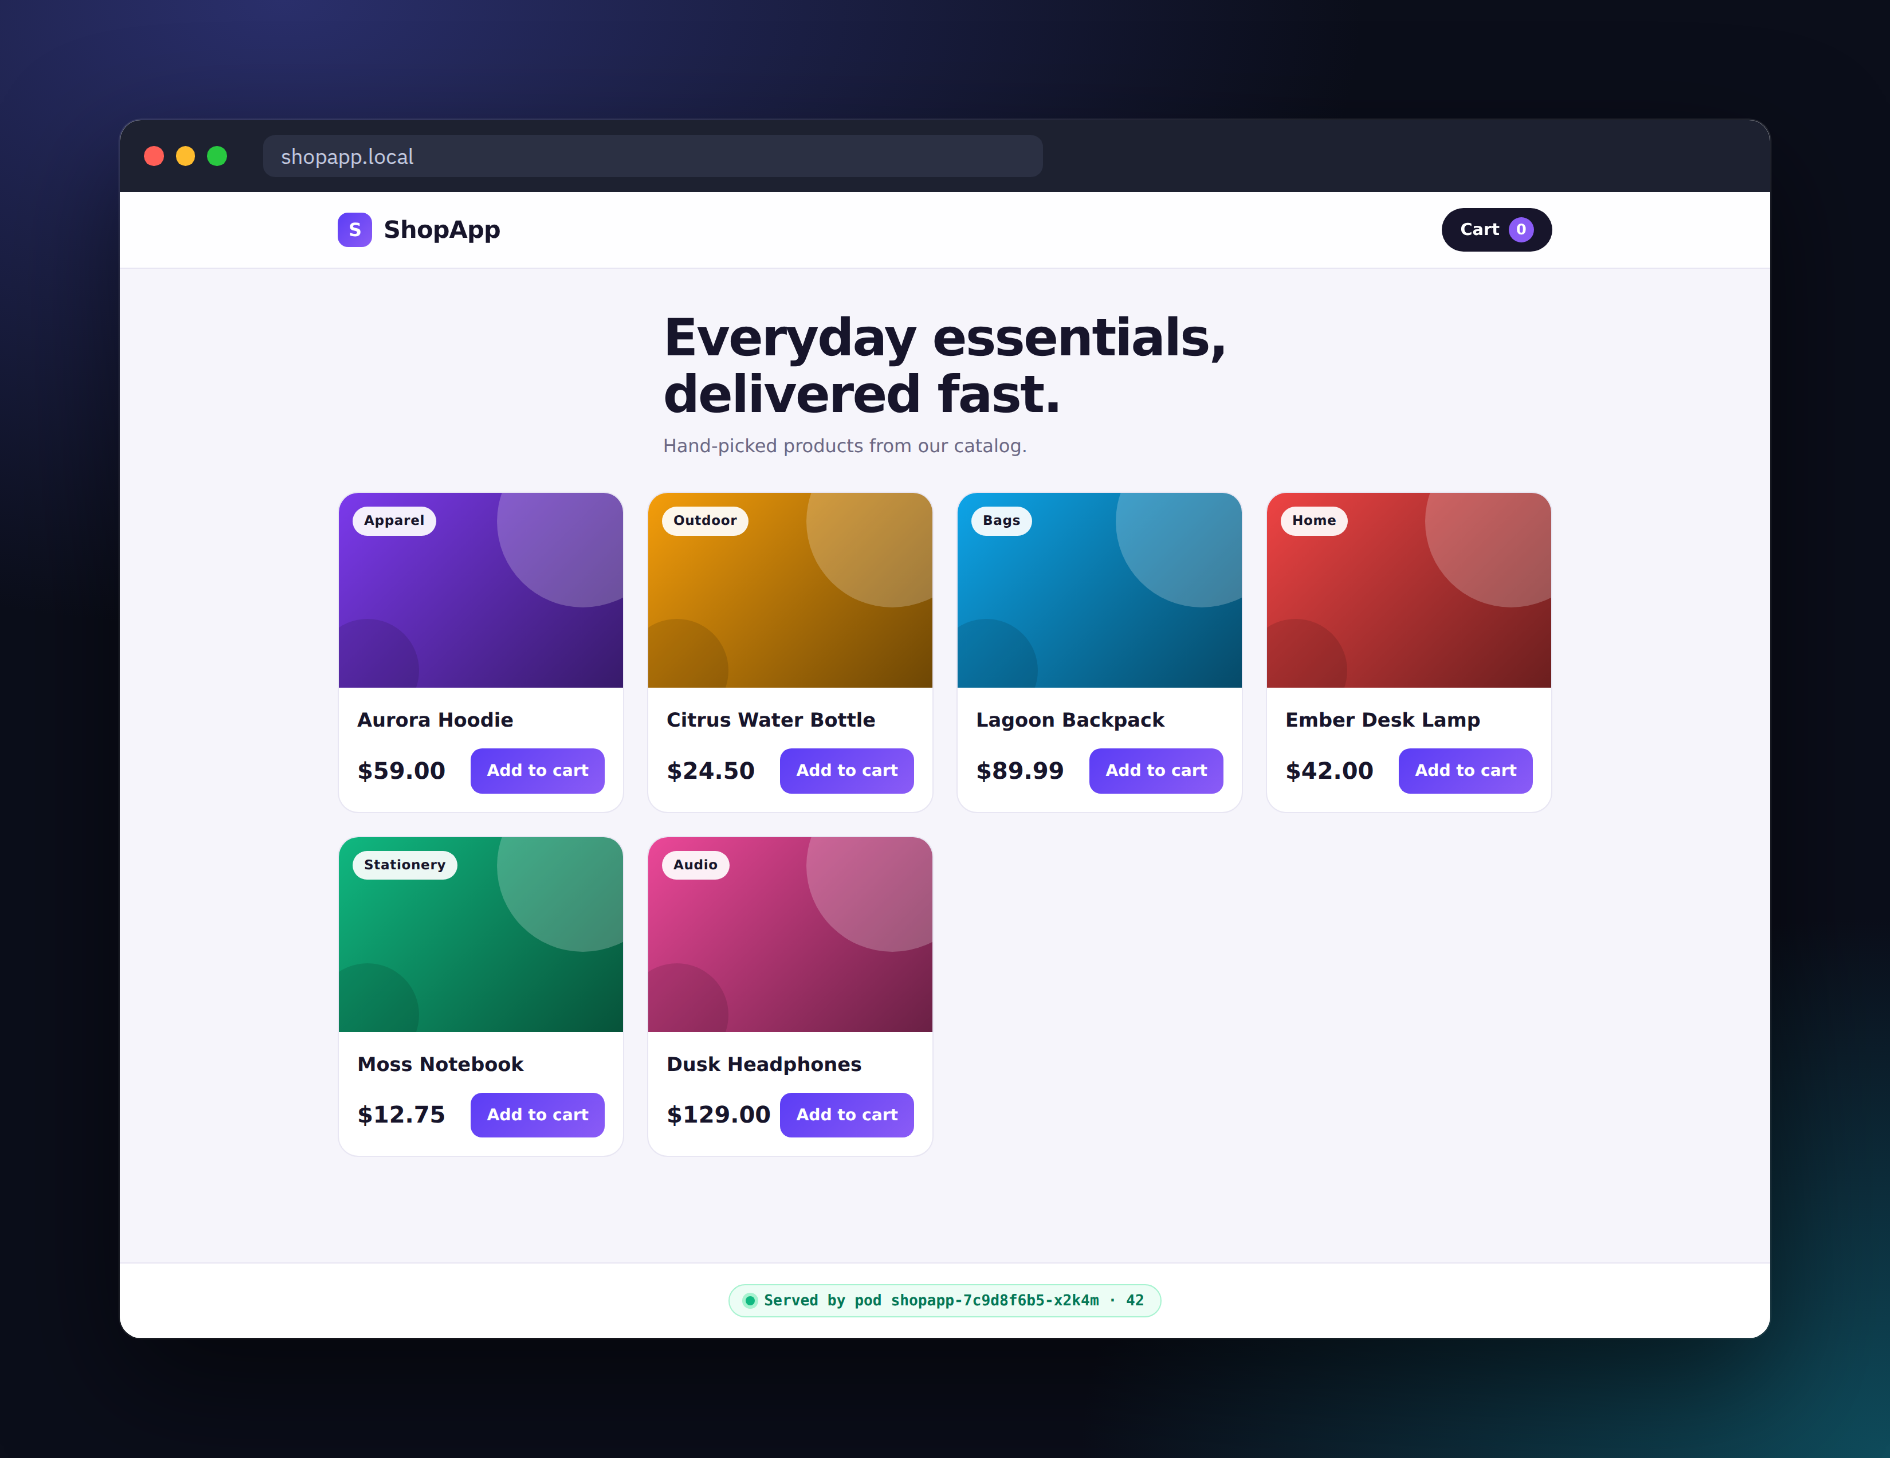 shopapp.local
S ShopApp
Cart 0
Everyday essentials,
delivered fast.
Hand-picked products from our catalog.
Apparel
Aurora Hoodie
$59.00 Add to cart
Outdoor
Citrus Water Bottle
$24.50 Add to cart
Bags
Lagoon Backpack
$89.99 Add to cart
Home
Ember Desk Lamp
$42.00 Add to cart
Stationery
Moss Notebook
$12.75 Add to cart
Audio
Dusk Headphones
$129.00 Add to cart
Served by pod shopapp-7c9d8f6b5-x2k4m · 42